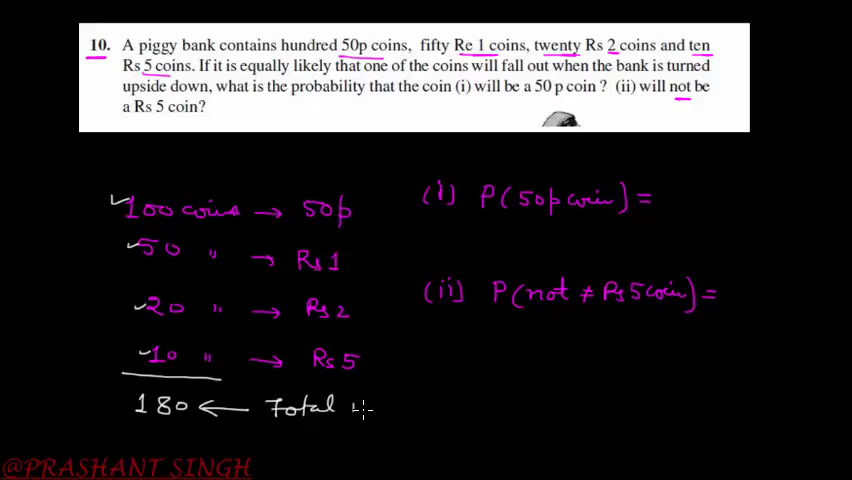 10. A piggy bank contains hundred 50p coins, fifty Re 1 coins, twenty Rs 2 coins and ten
Rs 5 coins. If it is equally likely that one of the coins will fall out when the bank is turned
upside down, what is the probability that the coin (i) will be a 50 p coin ? (ii) will not be
a Rs 5 coin?
100 coins → 50p
50 " → Rs 1
20 " → Rs 2
10 " → Rs 5
180 ← Total
(i) P(50p coin) =
(ii) P(not ≠ Rs 5 coin) =
@PRASHANT SINGH